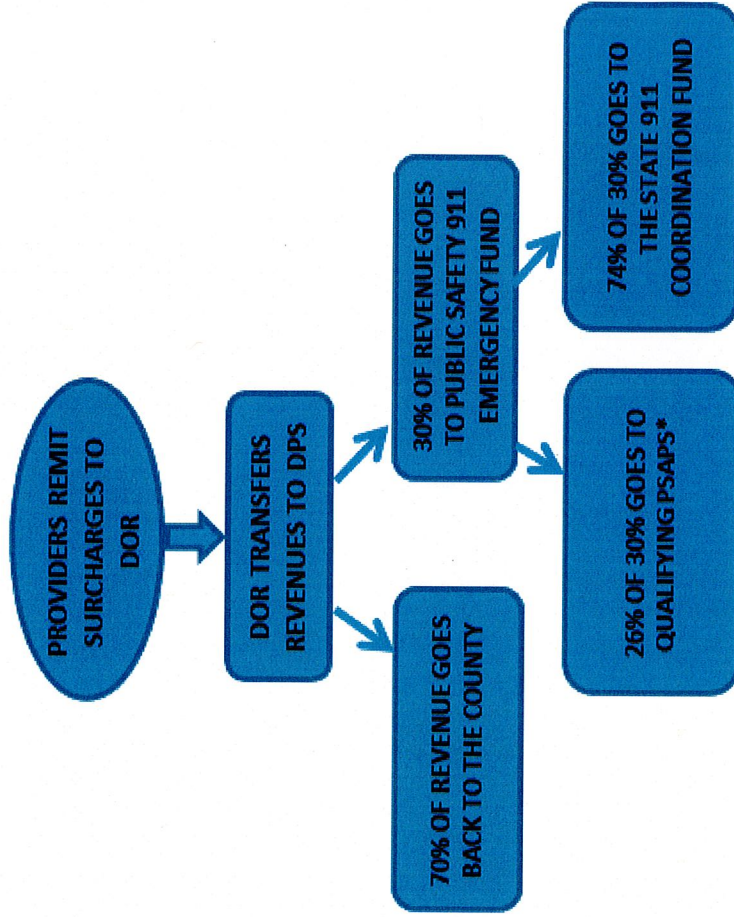 PROVIDERS REMIT
SURCHARGES TO
DOR
DOR TRANSFERS
REVENUES TO DPS
70% OF REVENUE GOES
BACK TO THE COUNTY
30% OF REVENUE GOES
TO PUBLIC SAFETY 911
EMERGENCY FUND
26% OF 30% GOES TO
QUALIFYING PSAPS*
74% OF 30% GOES TO
THE STATE 911
COORDINATION FUND